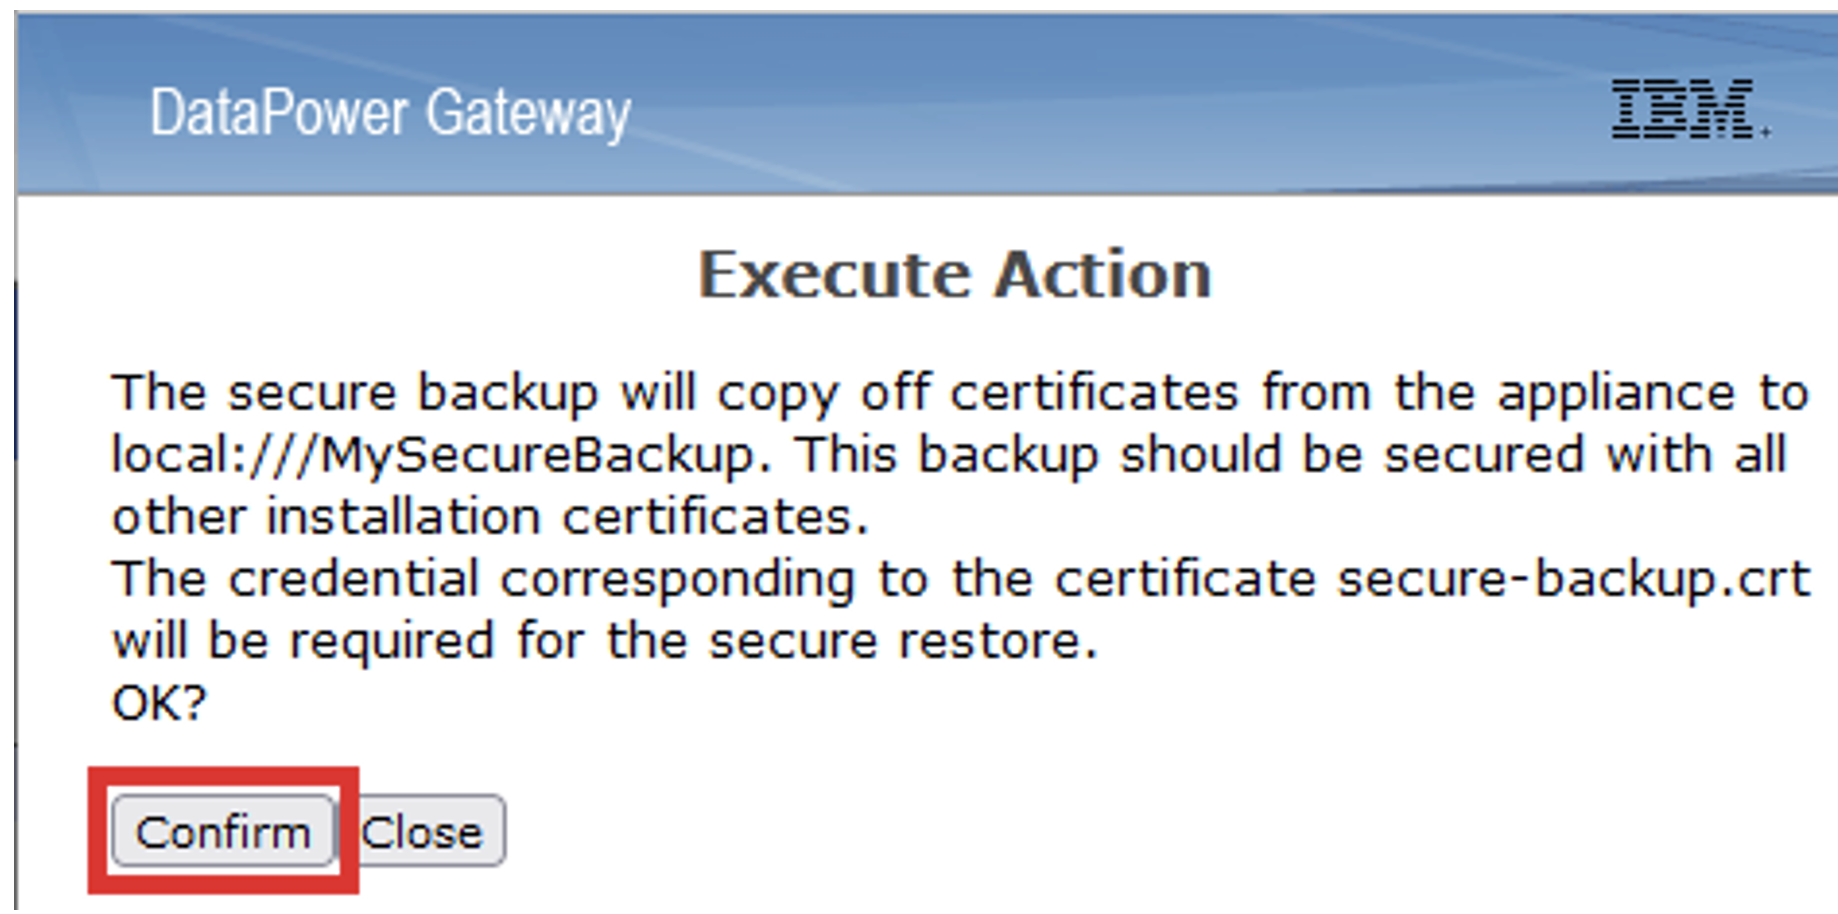 DataPower Gateway
IBM.
Execute Action
The secure backup will copy off certificates from the appliance to
local:///MySecureBackup. This backup should be secured with all
other installation certificates.
The credential corresponding to the certificate secure-backup.crt
will be required for the secure restore.
OK?
Confirm Close